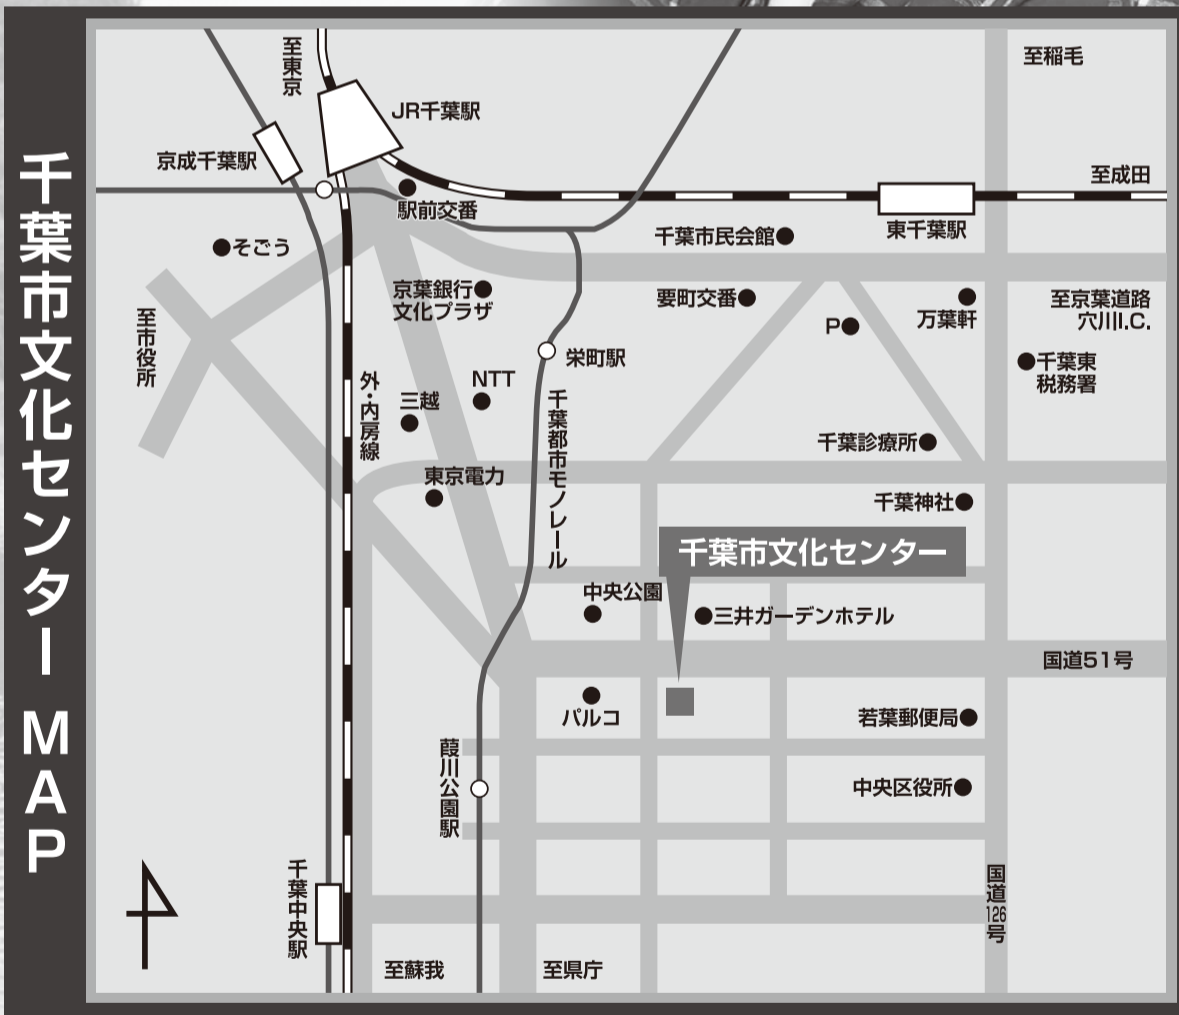 千葉市文化センター MAP
至東京
JR千葉駅
至稲毛
京成千葉駅
至成田
駅前交番
東千葉駅
千葉市民会館
そごう
京葉銀行
文化プラザ
要町交番
P
万葉軒
至京葉道路
穴川I.C.
至市役所
栄町駅
千葉東
税務署
NTT
三越
外・内房線
千葉都市モノレール
千葉診療所
東京電力
千葉神社
千葉市文化センター
中央公園
三井ガーデンホテル
国道51号
パルコ
若葉郵便局
葭川公園駅
中央区役所
千葉中央駅
国道126号
至蘇我
至県庁